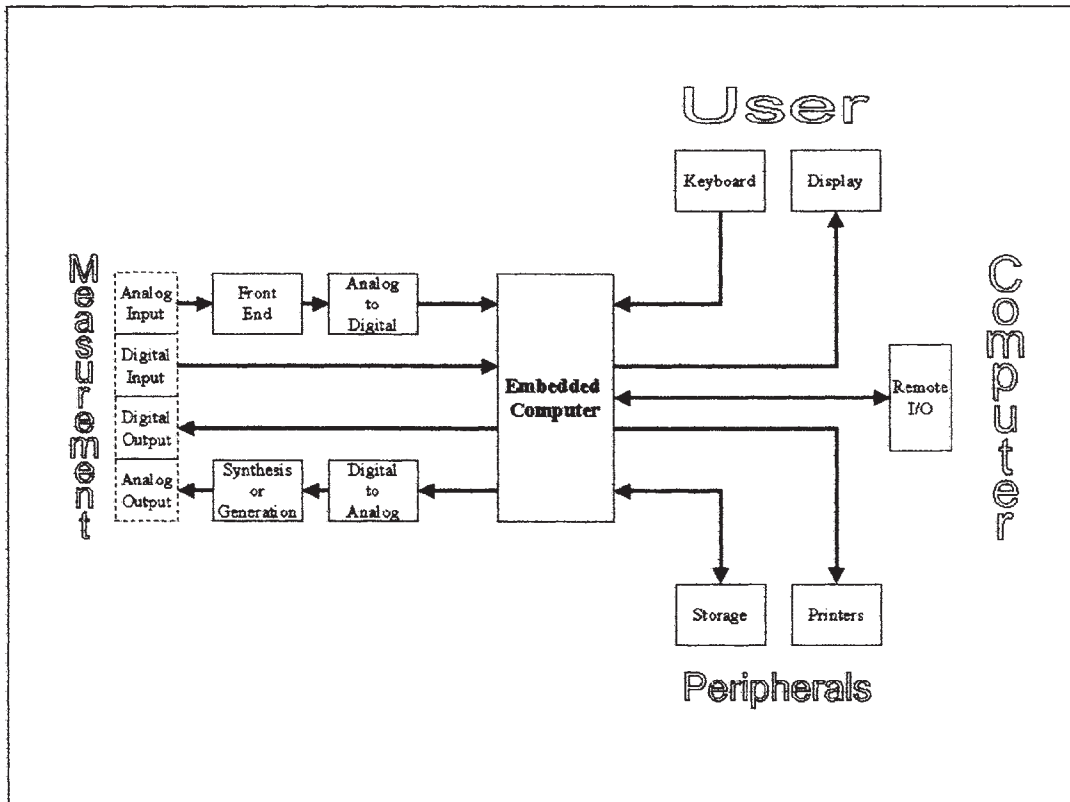 User
Keyboard
Display
Measurement
Analog
Input
Front
End
Analog
to
Digital
Digital
Input
Digital
Output
Analog
Output
Synthesis
or
Generation
Digital
to
Analog
Embedded
Computer
Remote
I/O
Computer
Storage
Printers
Peripherals